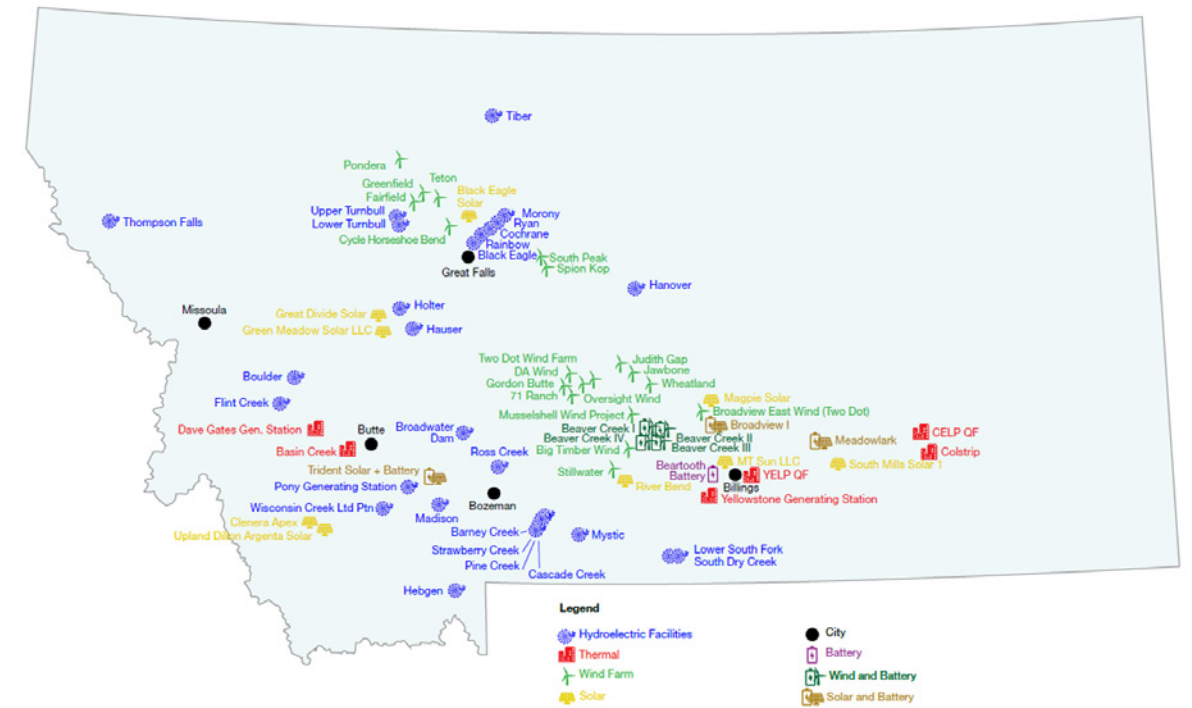 Tiber
Pondera
Teton
Greenfield
Fairfield
Black Eagle
Solar
Upper Turnbull
Lower Turnbull
Thompson Falls
Morony
Ryan
Cochrane
Rainbow
Black Eagle
Cycle Horseshoe Bend
South Peak
Spion Kop
Great Falls
Hanover
Missoula
Holter
Great Divide Solar
Hauser
Green Meadow Solar LLC
Two Dot Wind Farm
Judith Gap
DA Wind
Jawbone
Boulder
Gordon Butte
Wheatland
71 Ranch
Oversight Wind
Magpie Solar
Flint Creek
Musselshell Wind Project
Broadview East Wind (Two Dot)
Dave Gates Gen. Station
Butte
Broadwater
Dam
Beaver Creek I
Broadview I
CELP QF
Beaver Creek IV
Beaver Creek II
Meadowlark
Basin Creek
Ross Creek
Big Timber Wind
Beaver Creek III
Colstrip
Trident Solar + Battery
Stillwater
Beartooth
Battery
MT Sun LLC
South Mills Solar 1
YELP QF
Pony Generating Station
River Bend
Billings
Yellowstone Generating Station
Wisconsin Creek Ltd Ptn
Bozeman
Madison
Clenera Apex
Upland Dillon Argenta Solar
Barney Creek
Mystic
Strawberry Creek
Lower South Fork
South Dry Creek
Pine Creek
Cascade Creek
Hebgen
Legend
Hydroelectric Facilities
Thermal
Wind Farm
Solar
City
Battery
Wind and Battery
Solar and Battery